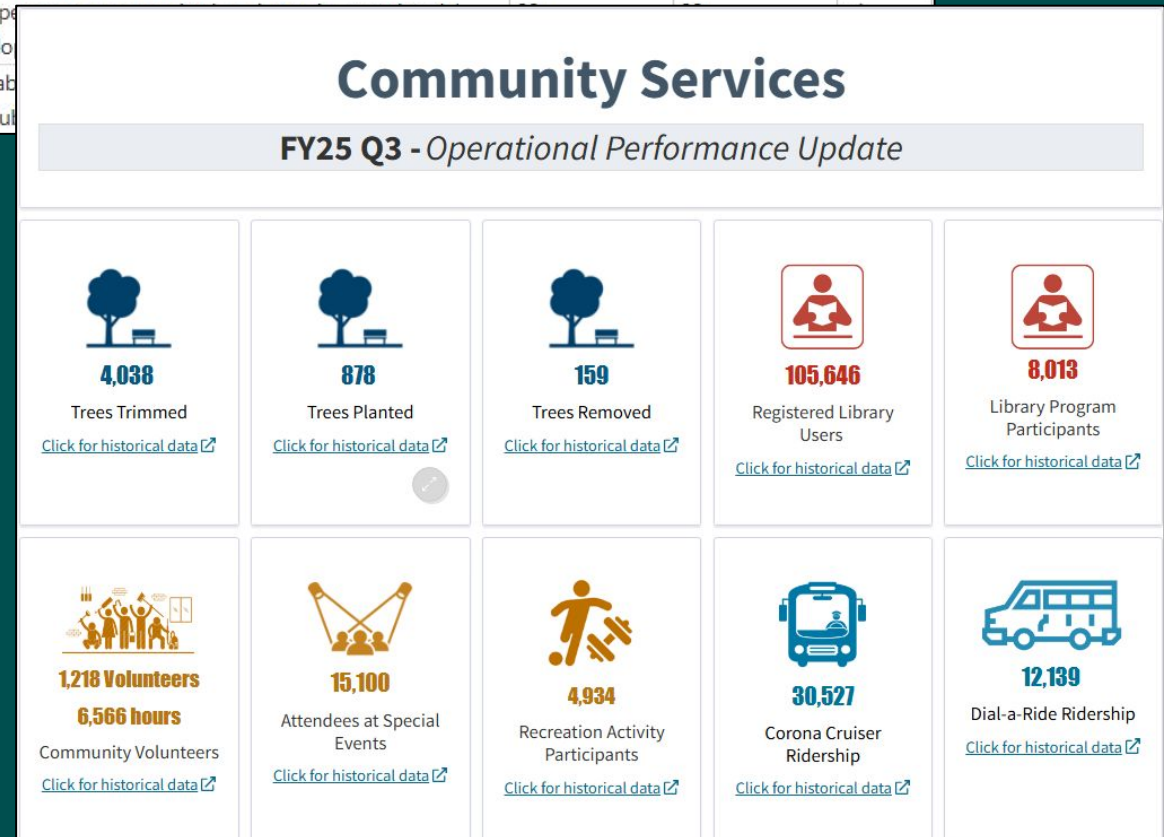 Community Services
FY25 Q3 - Operational Performance Update
4,038
Trees Trimmed
Click for historical data
878
Trees Planted
Click for historical data
159
Trees Removed
Click for historical data
105,646
Registered Library
Users
Click for historical data
8,013
Library Program
Participants
Click for historical data
1,218 Volunteers
6,566 hours
Community Volunteers
Click for historical data
15,100
Attendees at Special
Events
Click for historical data
4,934
Recreation Activity
Participants
Click for historical data
30,527
Corona Cruiser
Ridership
Click for historical data
12,139
Dial-a-Ride Ridership
Click for historical data